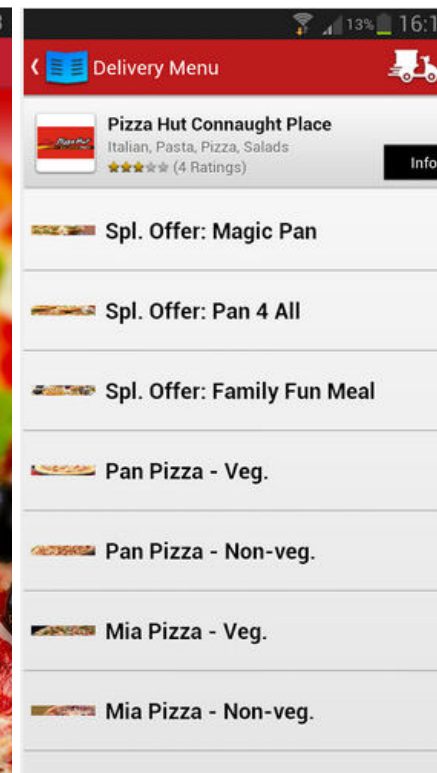 13% 16:1
Delivery Menu
Pizza Hut Connaught Place
Italian, Pasta, Pizza, Salads
(4 Ratings)
Info
Spl. Offer: Magic Pan
Spl. Offer: Pan 4 All
Spl. Offer: Family Fun Meal
Pan Pizza - Veg.
Pan Pizza - Non-veg.
Mia Pizza - Veg.
Mia Pizza - Non-veg.